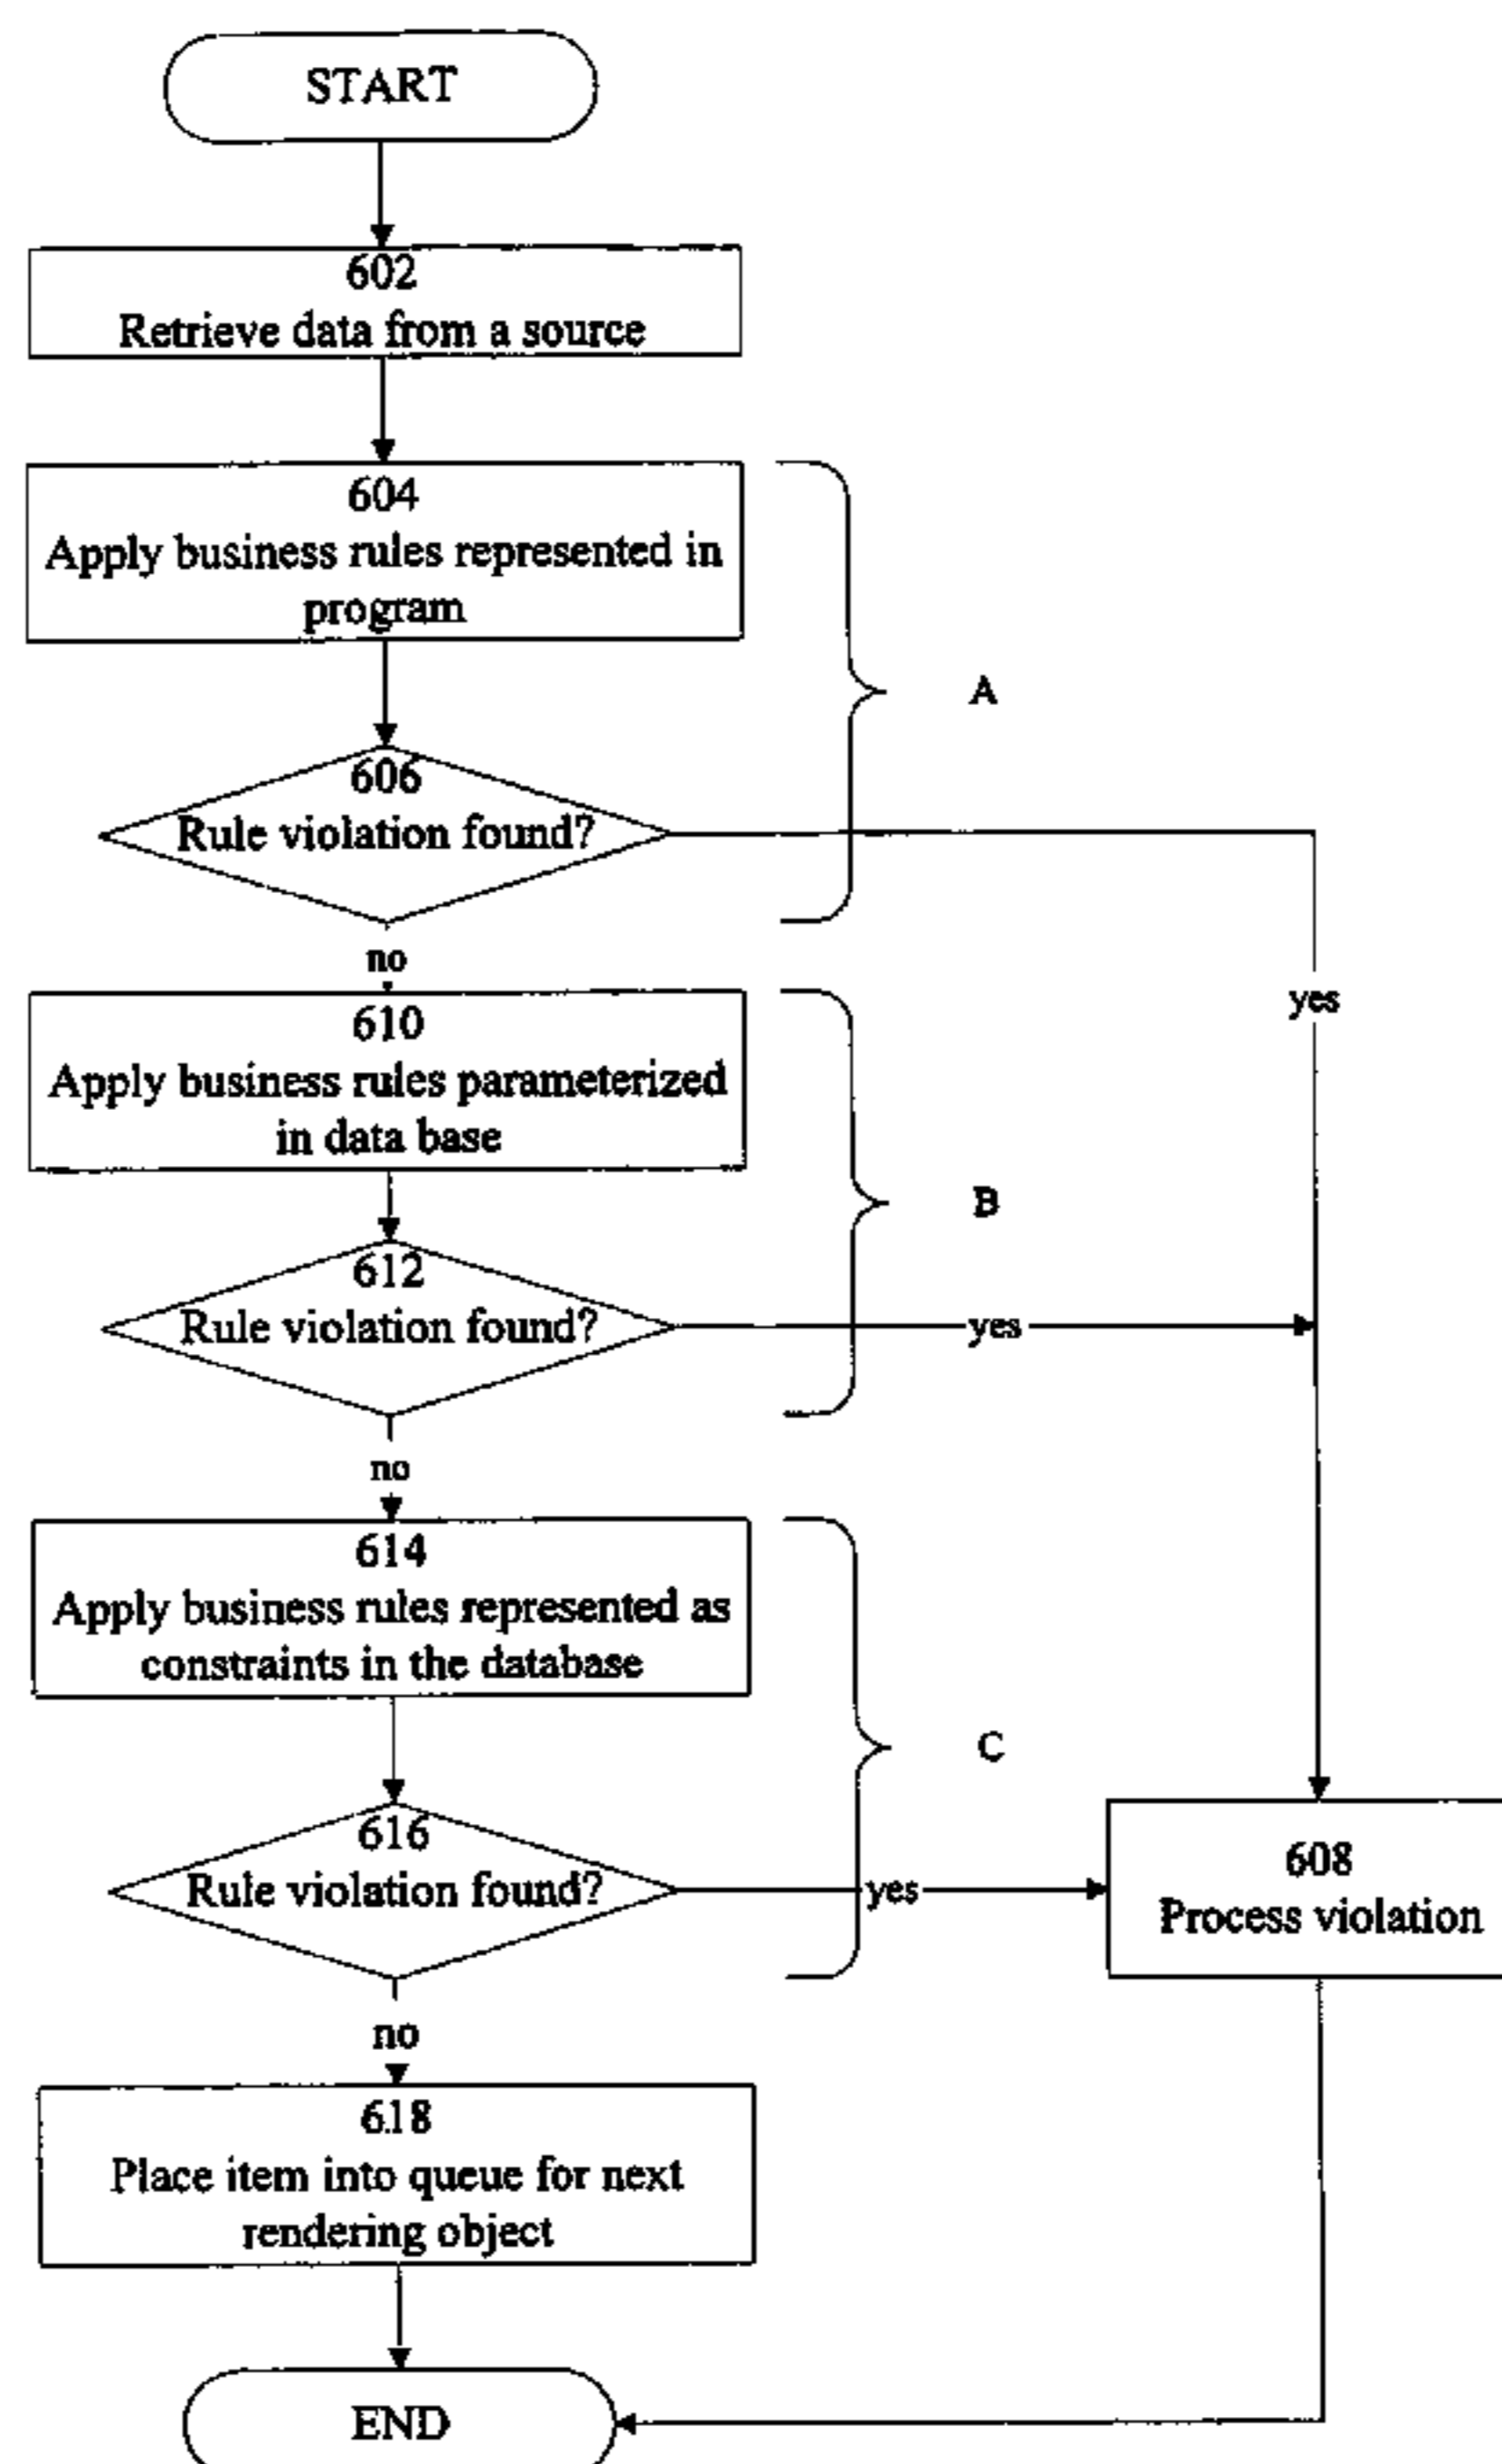 START
602
Retrieve data from a source
604
Apply business rules represented in
program
A
606
Rule violation found?
no
yes
610
Apply business rules parameterized
in data base
B
612
Rule violation found?
yes
no
614
Apply business rules represented as
constraints in the database
C
616
Rule violation found?
yes
608
Process violation
no
618
Place item into queue for next
rendering object
END